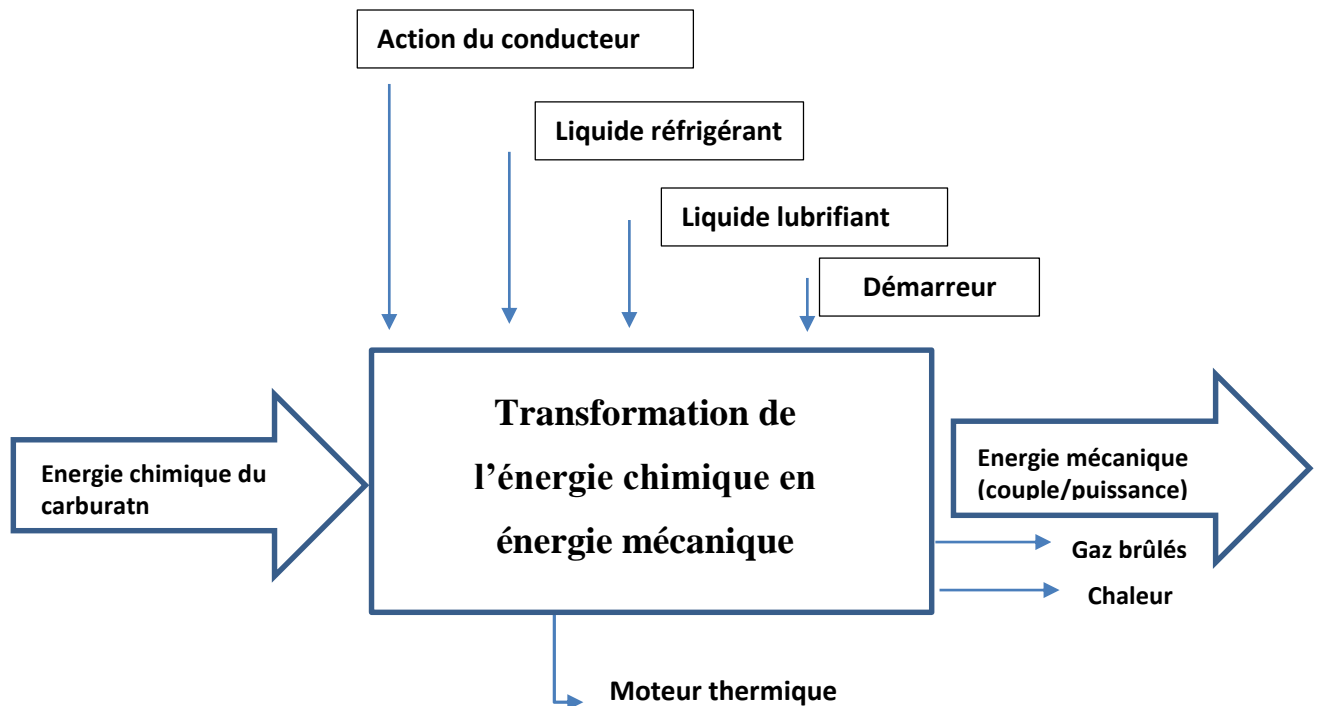 Action du conducteur
Liquide réfrigérant
Liquide lubrifiant
Démarreur
Transformation de
l’énergie chimique en
énergie mécanique
Energie chimique du
carburatn
Energie mécanique
(couple/puissance)
Gaz brûlés
Chaleur
Moteur thermique